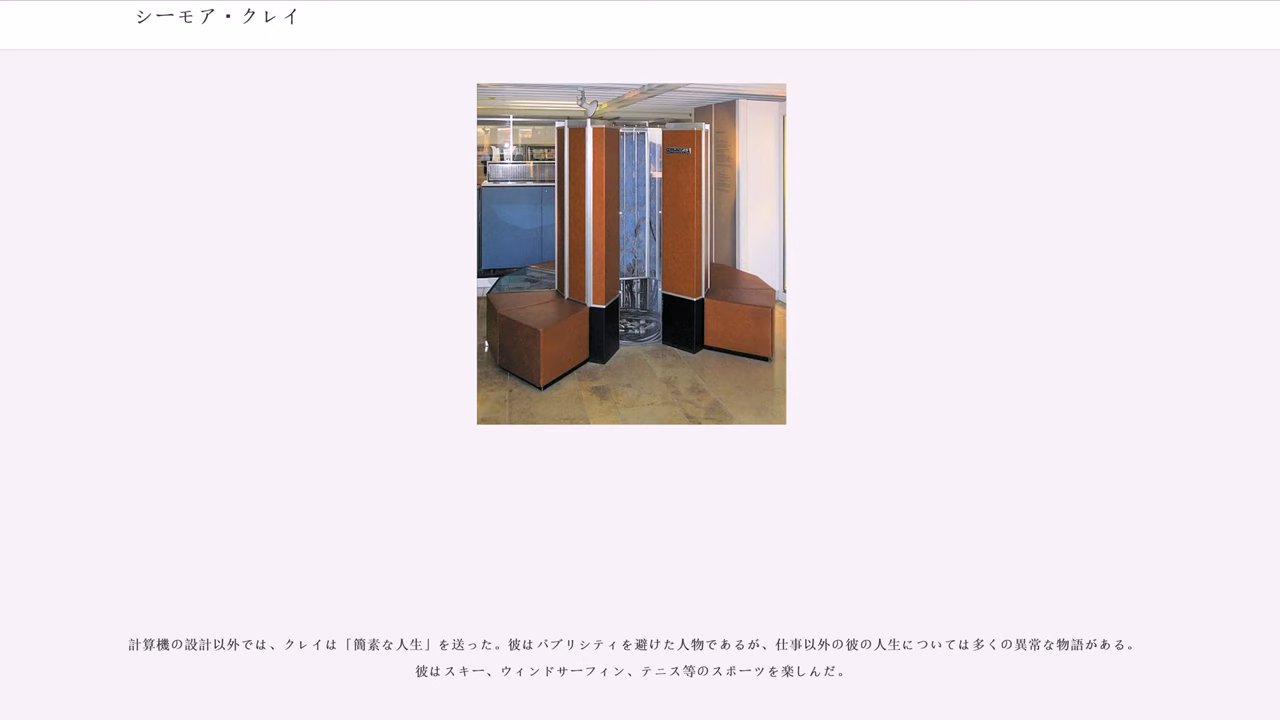 シーモア・クレイ
計算機の設計以外では、クレイは「簡素な人生」を送った。彼はパブリシティを避けた人物であるが、仕事以外の彼の人生については多くの異常な物語がある。
彼はスキー、ウィンドサーフィン、テニス等のスポーツを楽しんだ。